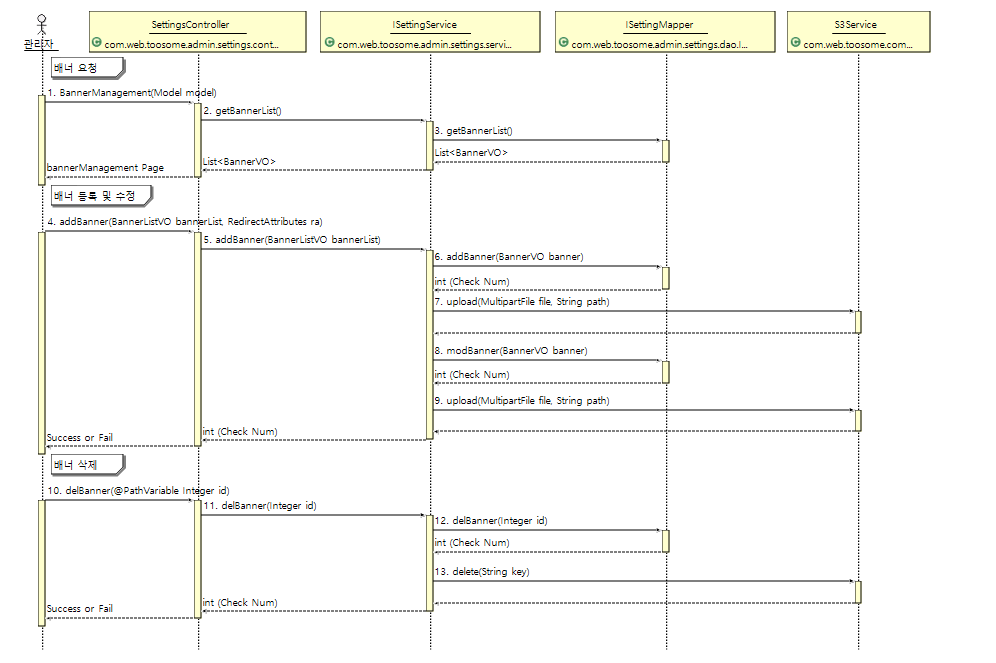 관리자
SettingsController
com.web.toosome.admin.settings.cont...
ISettingService
com.web.toosome.admin.settings.servi...
ISettingMapper
com.web.toosome.admin.settings.dao.I...
S3Service
com.web.toosome.com...
배너 요청
1. BannerManagement(Model model)
2. getBannerList()
3. getBannerList()
List<BannerVO>
List<BannerVO>
bannerManagement Page
배너 등록 및 수정
4. addBanner(BannerListVO bannerList, RedirectAttributes ra)
5. addBanner(BannerListVO bannerList)
6. addBanner(BannerVO banner)
int (Check Num)
7. upload(MultipartFile file, String path)
8. modBanner(BannerVO banner)
int (Check Num)
9. upload(MultipartFile file, String path)
int (Check Num)
Success or Fail
배너 삭제
10. delBanner(@PathVariable Integer id)
11. delBanner(Integer id)
12. delBanner(Integer id)
int (Check Num)
13. delete(String key)
int (Check Num)
Success or Fail